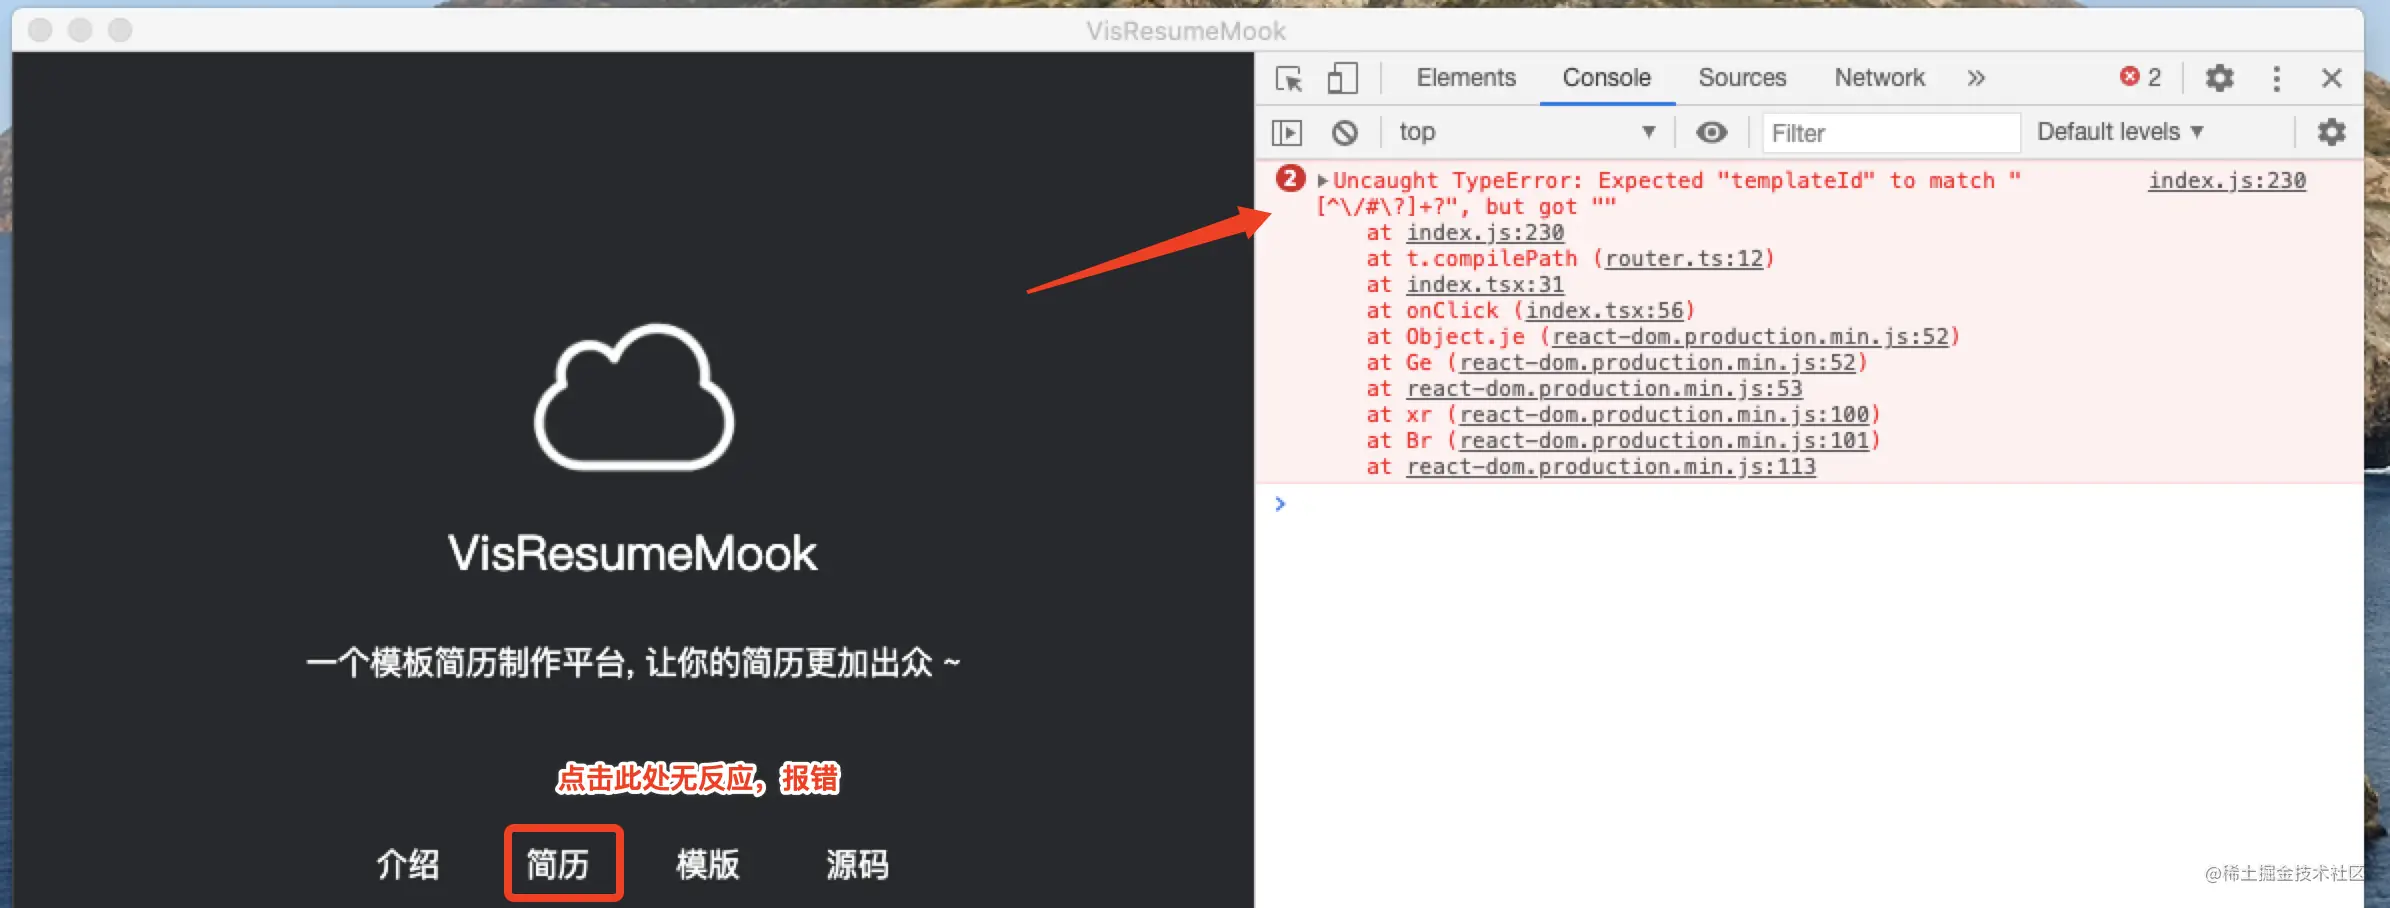 VisResumeMook
Elements Console Sources Network » 2
top Filter Default levels
2 Uncaught TypeError: Expected "templateId" to match " index.js:230
[^\/#\?]+?", but got ""
at index.js:230
at t.compilePath (router.ts:12)
at index.tsx:31
at onClick (index.tsx:56)
at Object.je (react-dom.production.min.js:52)
at Ge (react-dom.production.min.js:52)
at react-dom.production.min.js:53
at xr (react-dom.production.min.js:100)
at Br (react-dom.production.min.js:101)
at react-dom.production.min.js:113
VisResumeMook
一个模板简历制作平台, 让你的简历更加出众 ~
点击此处无反应，报错
介绍 简历 模版 源码
@稀土掘金技术社区